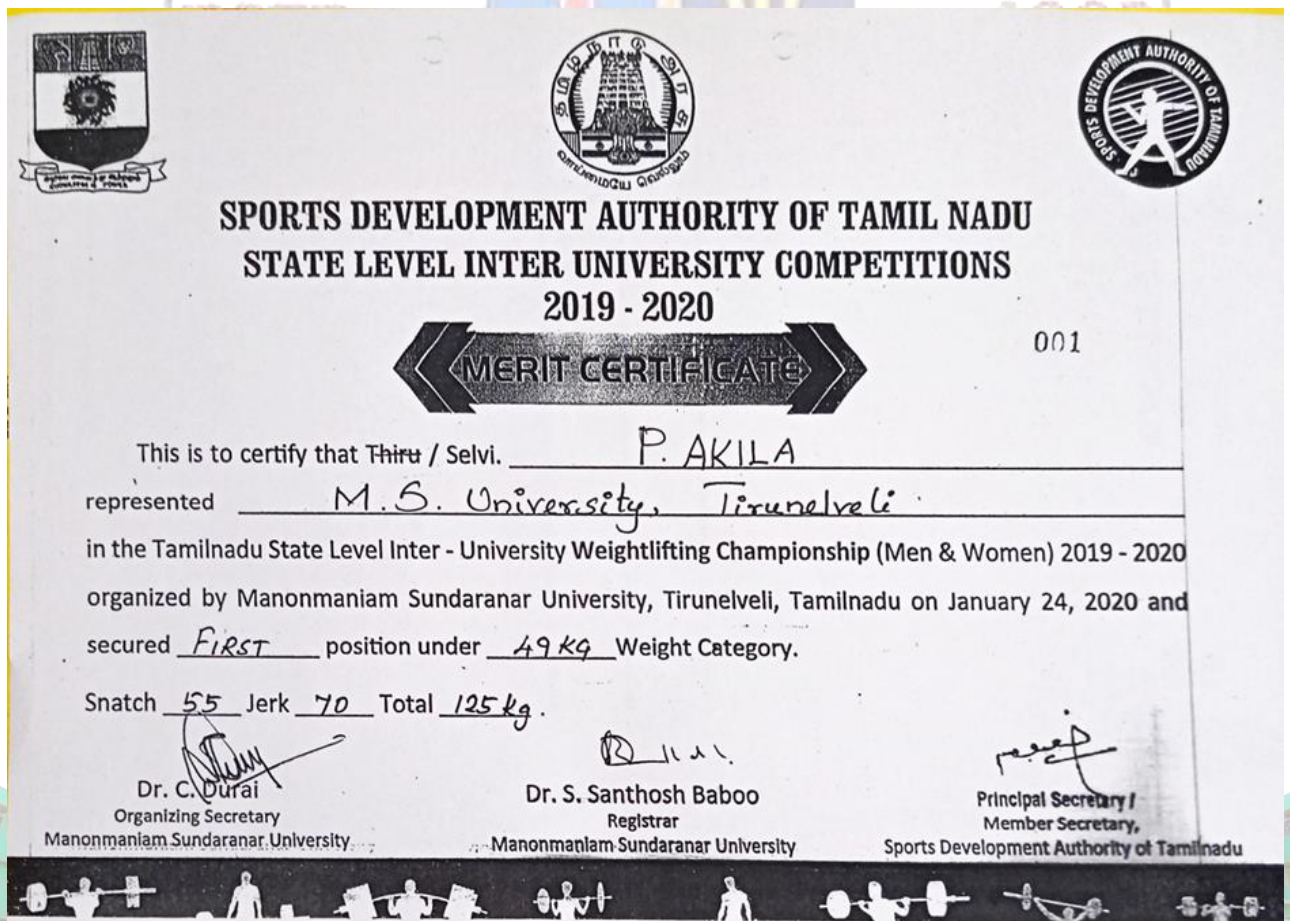 தமிழ்நாடு அரசு
வாய்மையே வெல்லும்
SPORTS DEVELOPMENT AUTHORITY OF TAMILNADU
SPORTS DEVELOPMENT AUTHORITY OF TAMIL NADU
STATE LEVEL INTER UNIVERSITY COMPETITIONS
2019 - 2020
MERIT CERTIFICATE
001
This is to certify that Thiru / Selvi. P. AKILA
represented M.S. University, Tirunelveli
in the Tamilnadu State Level Inter - University Weightlifting Championship (Men & Women) 2019 - 2020
organized by Manonmaniam Sundaranar University, Tirunelveli, Tamilnadu on January 24, 2020 and
secured FIRST position under 49 KG Weight Category.
Snatch 55 Jerk 70 Total 125 kg.
Dr. C. Durai
Organizing Secretary
Manonmaniam Sundaranar University
Dr. S. Santhosh Baboo
Registrar
Manonmaniam Sundaranar University
Principal Secretary /
Member Secretary,
Sports Development Authority of Tamilnadu